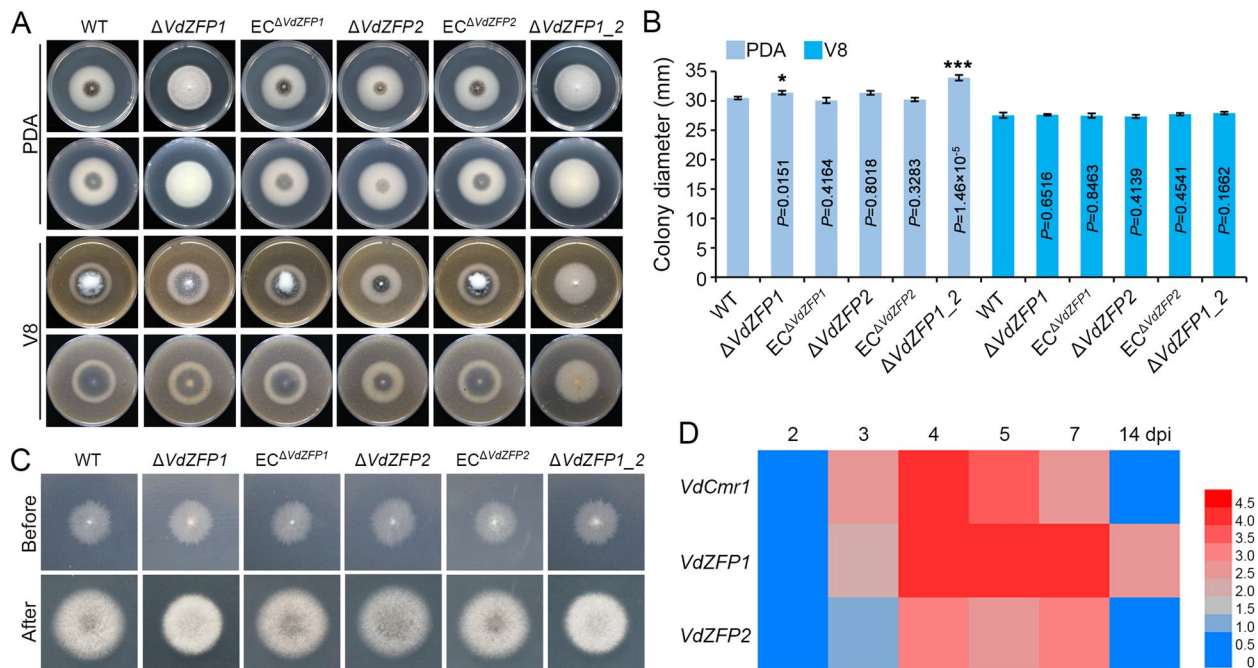 A
WT ΔVdZFP1 EC^ΔVdZFP1 ΔVdZFP2 EC^ΔVdZFP2 ΔVdZFP1_2
PDA
V8
B
PDA V8
Colony diameter (mm)
35
30
25
20
15
10
5
0
* ***
P=0.0151
P=0.4164
P=0.8018
P=0.3283
P=1.46×10^-5
P=0.6516
P=0.8463
P=0.4139
P=0.4541
P=0.1662
WT ΔVdZFP1 EC^ΔVdZFP1 ΔVdZFP2 EC^ΔVdZFP2 ΔVdZFP1_2 WT ΔVdZFP1 EC^ΔVdZFP1 ΔVdZFP2 EC^ΔVdZFP2 ΔVdZFP1_2
C
WT ΔVdZFP1 EC^ΔVdZFP1 ΔVdZFP2 EC^ΔVdZFP2 ΔVdZFP1_2
Before
After
D
2 3 4 5 7 14 dpi
VdCmr1
VdZFP1
VdZFP2
4.5
4.0
3.5
3.0
2.5
2.0
1.5
1.0
0.5
0